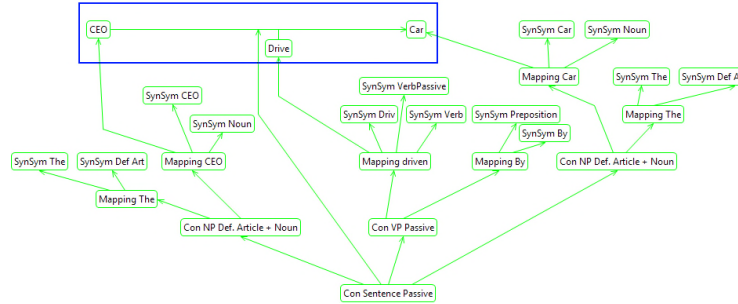 CEO
Car
Drive
SynSym Car
SynSym Noun
Mapping Car
SynSym The
SynSym Def A
SynSym VerbPassive
SynSym CEO
SynSym Driv
SynSym Verb
SynSym Preposition
Mapping The
SynSym Noun
SynSym By
SynSym The
SynSym Def Art
Mapping CEO
Mapping driven
Mapping By
Con NP Def. Article + Noun
Mapping The
Con NP Def. Article + Noun
Con VP Passive
Con Sentence Passive